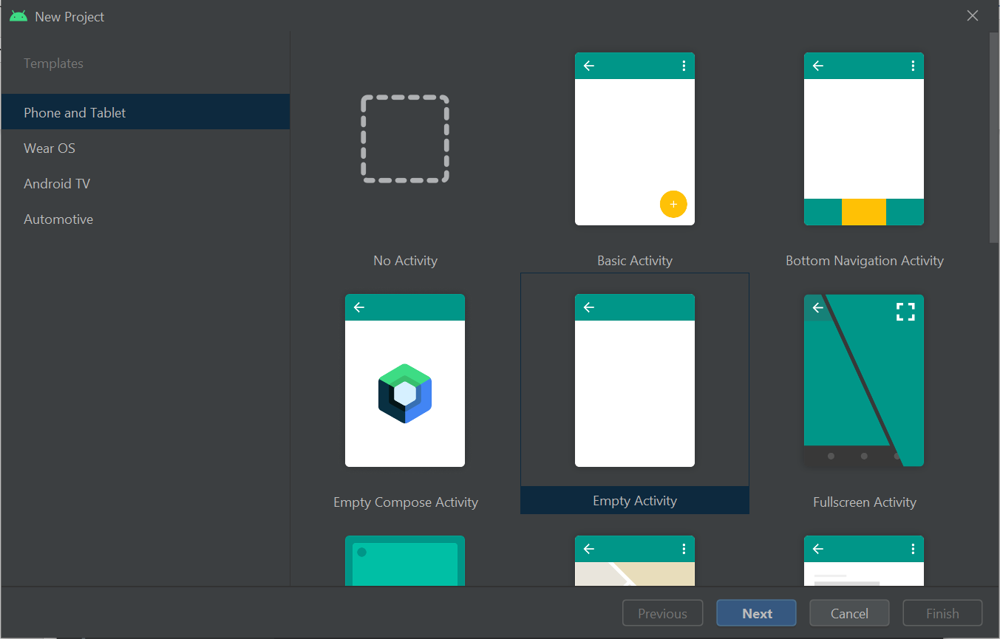 New Project
Templates
Phone and Tablet
Wear OS
Android TV
Automotive
No Activity
Basic Activity
Bottom Navigation Activity
Empty Compose Activity
Empty Activity
Fullscreen Activity
Previous
Next
Cancel
Finish